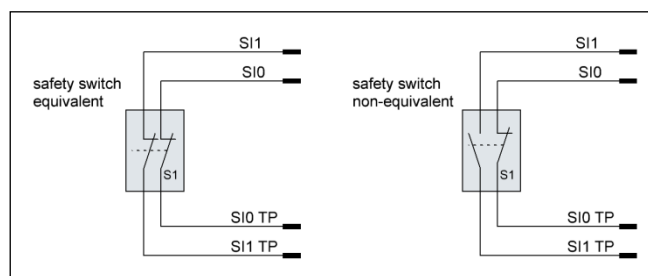 SI1
SI0
safety switch
equivalent
S1
SI0 TP
SI1 TP
SI1
SI0
safety switch
non-equivalent
S1
SI0 TP
SI1 TP